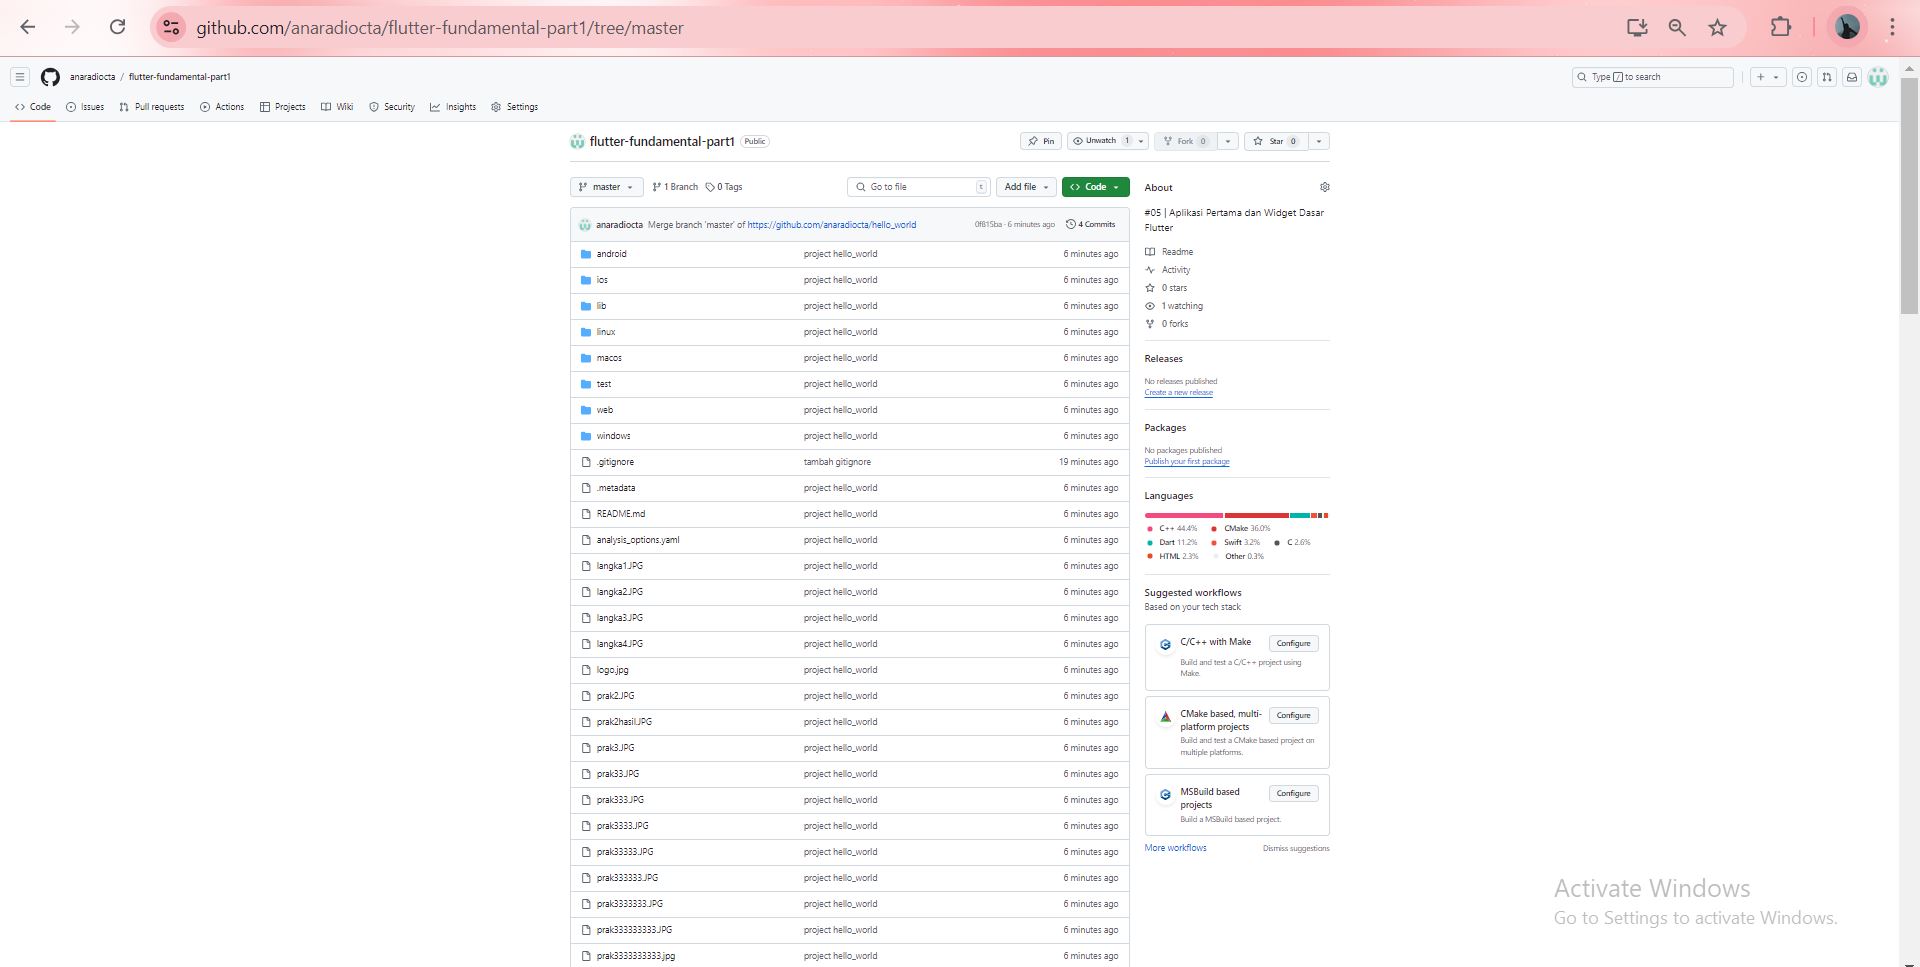 github.com/anaradiocta/flutter-fundamental-part1/tree/master
anaradiocta / flutter-fundamental-part1
Type / to search
Code Issues Pull requests Actions Projects Wiki Security Insights Settings
flutter-fundamental-part1 Public
Pin Unwatch 1 Fork 0 Star 0
master 1 Branch 0 Tags Go to file t Add file Code
anaradiocta Merge branch 'master' of https://github.com/anaradiocta/hello_world 0f815ba · 6 minutes ago 4 Commits
android project hello_world 6 minutes ago
ios project hello_world 6 minutes ago
lib project hello_world 6 minutes ago
linux project hello_world 6 minutes ago
macos project hello_world 6 minutes ago
test project hello_world 6 minutes ago
web project hello_world 6 minutes ago
windows project hello_world 6 minutes ago
.gitignore tambah gitignore 19 minutes ago
.metadata project hello_world 6 minutes ago
README.md project hello_world 6 minutes ago
analysis_options.yaml project hello_world 6 minutes ago
langka1.JPG project hello_world 6 minutes ago
langka2.JPG project hello_world 6 minutes ago
langka3.JPG project hello_world 6 minutes ago
langka4.JPG project hello_world 6 minutes ago
logo.jpg project hello_world 6 minutes ago
prak2.JPG project hello_world 6 minutes ago
prak2hasil.JPG project hello_world 6 minutes ago
prak3.JPG project hello_world 6 minutes ago
prak33.JPG project hello_world 6 minutes ago
prak333.JPG project hello_world 6 minutes ago
prak3333.JPG project hello_world 6 minutes ago
prak33333.JPG project hello_world 6 minutes ago
prak333333.JPG project hello_world 6 minutes ago
prak3333333.JPG project hello_world 6 minutes ago
prak333333333.JPG project hello_world 6 minutes ago
prak3333333333.jpg project hello_world 6 minutes ago
About
#05 | Aplikasi Pertama dan Widget Dasar
Flutter
Readme
Activity
0 stars
1 watching
0 forks
Releases
No releases published
Create a new release
Packages
No packages published
Publish your first package
Languages
C++ 44.4% CMake 36.0%
Dart 11.2% Swift 3.2% C 2.6%
HTML 2.3% Other 0.3%
Suggested workflows
Based on your tech stack
C/C++ with Make Configure
Build and test a C/C++ project using
Make.
CMake based, multi- Configure
platform projects
Build and test a CMake based project on
multiple platforms.
MSBuild based Configure
projects
Build a MSBuild based project.
More workflows Dismiss suggestions
Activate Windows
Go to Settings to activate Windows.